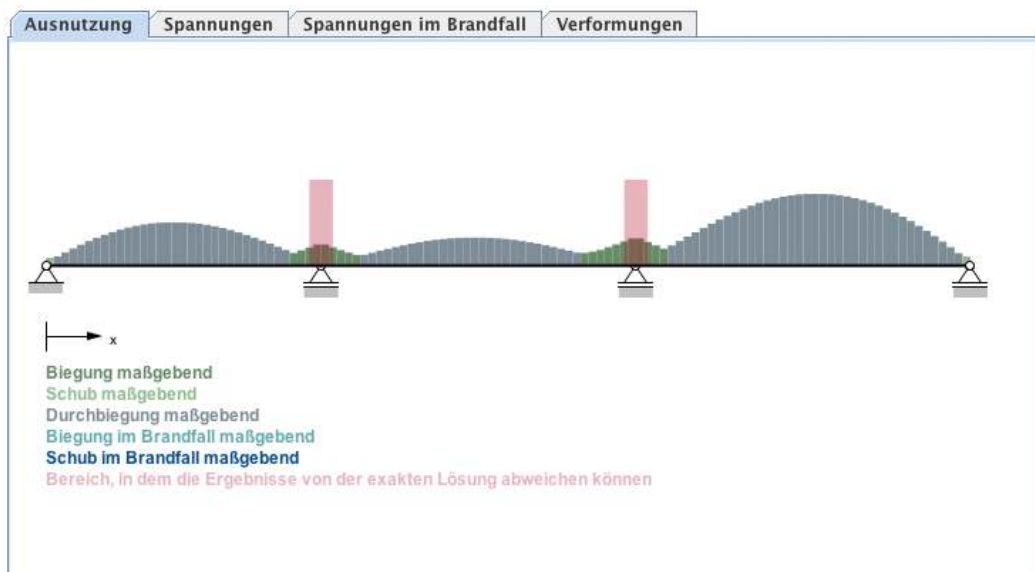 Ausnutzung Spannungen Spannungen im Brandfall Verformungen
x
Biegung maßgebend
Schub maßgebend
Durchbiegung maßgebend
Biegung im Brandfall maßgebend
Schub im Brandfall maßgebend
Bereich, in dem die Ergebnisse von der exakten Lösung abweichen können